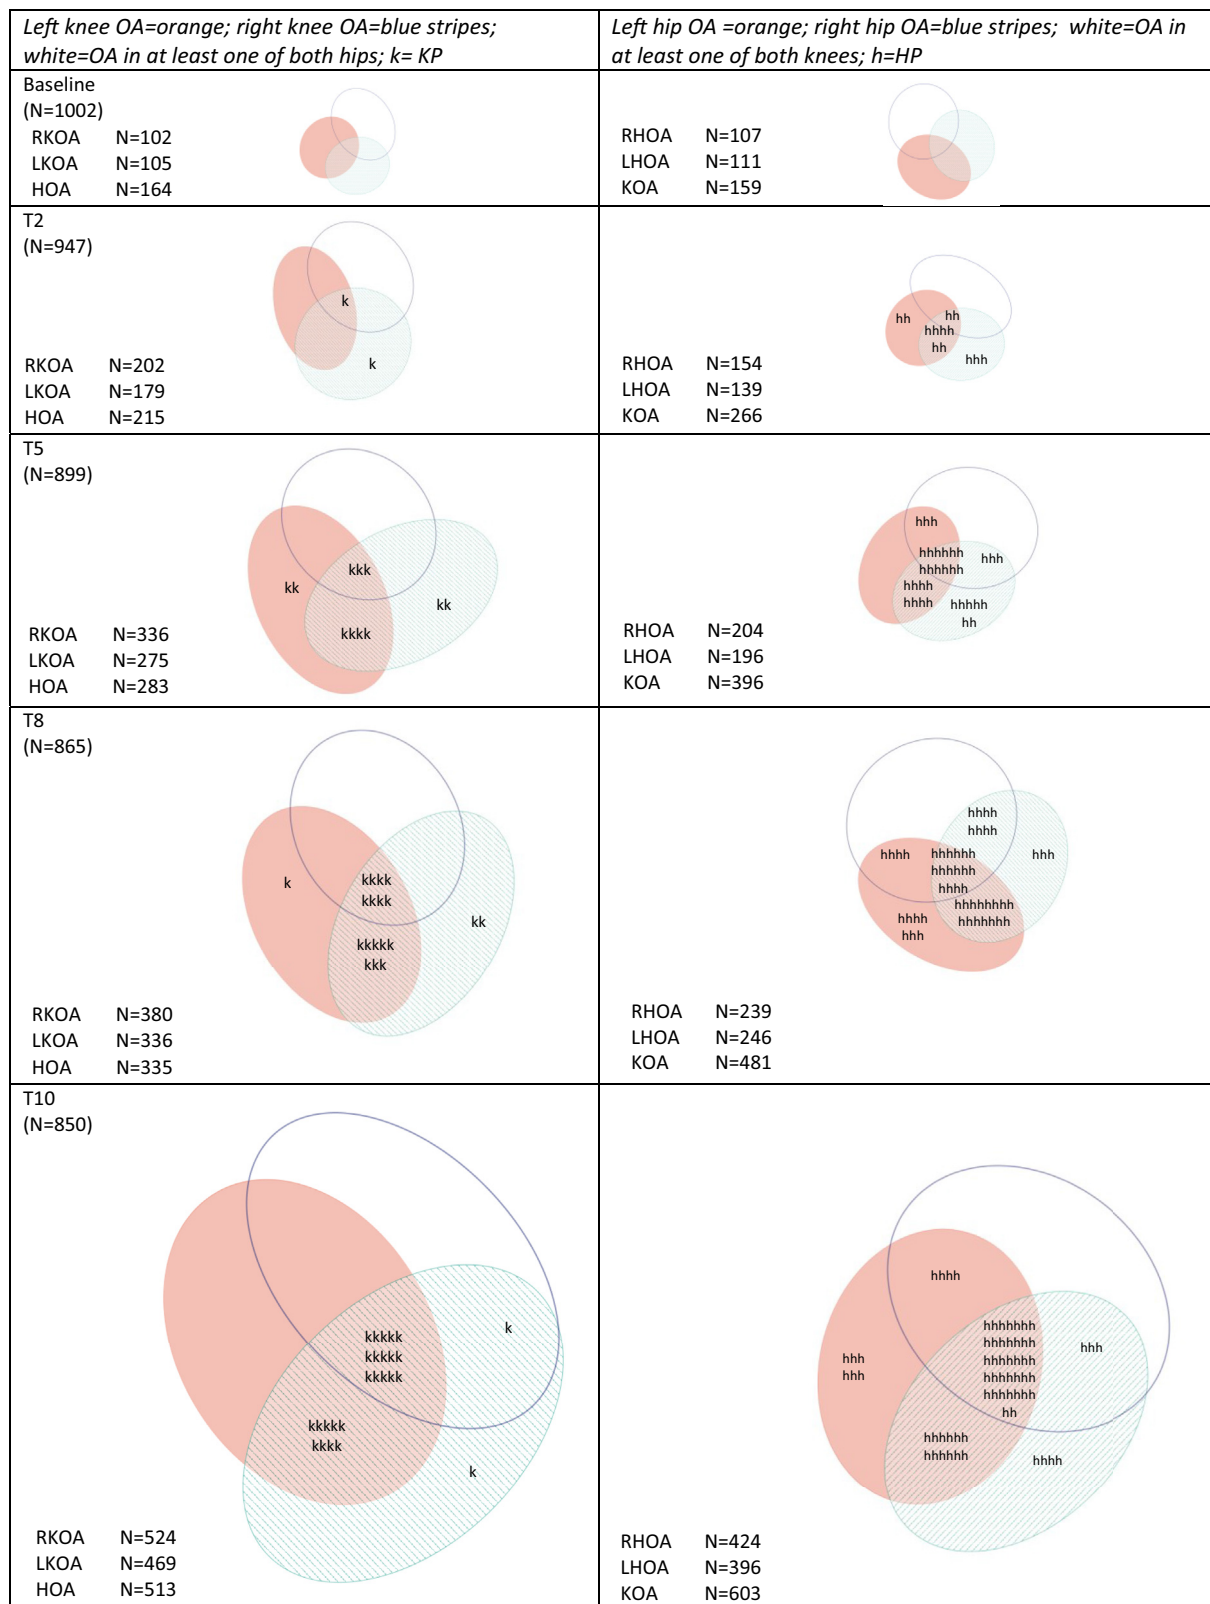 Left knee OA=orange; right knee OA=blue stripes;
white=OA in at least one of both hips; k= KP
Left hip OA =orange; right hip OA=blue stripes; white=OA in
at least one of both knees; h=HP
Baseline
(N=1002)
RKOA N=102
LKOA N=105
HOA N=164
RHOA N=107
LHOA N=111
KOA N=159
T2
(N=947)
k
k
RKOA N=202
LKOA N=179
HOA N=215
hh
hh
hhhh
hh
hhh
RHOA N=154
LHOA N=139
KOA N=266
T5
(N=899)
kkk
kk
kk
kkkk
RKOA N=336
LKOA N=275
HOA N=283
hhh
hhhhhh
hhhhhh
hhh
hhhh
hhhh
hhhhh
hh
RHOA N=204
LHOA N=196
KOA N=396
T8
(N=865)
k
kkkk
kkkk
kk
kkkkk
kkk
RKOA N=380
LKOA N=336
HOA N=335
hhhh
hhhh
hhhh
hhhhhh
hhhhhh
hhhh
hhh
hhhh
hhh
hhhhhhhh
hhhhhhh
RHOA N=239
LHOA N=246
KOA N=481
T10
(N=850)
k
kkkkk
kkkkk
kkkkk
kkkkk
kkkk
k
RKOA N=524
LKOA N=469
HOA N=513
hhhh
hhhhhhh
hhhhhhh
hhhhhhh
hhhhhhh
hhhhhhh
hh
hhh
hhh
hhh
hhhhhh
hhhhhh
hhhh
RHOA N=424
LHOA N=396
KOA N=603